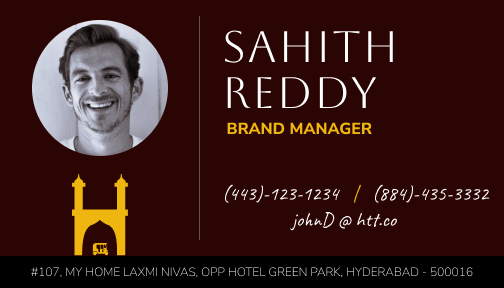 SAHITH
REDDY
BRAND MANAGER
(443)-123-1234 / (884)-435-3332
johnD @ htt.co
#107, MY HOME LAXMI NIVAS, OPP HOTEL GREEN PARK, HYDERABAD - 500016